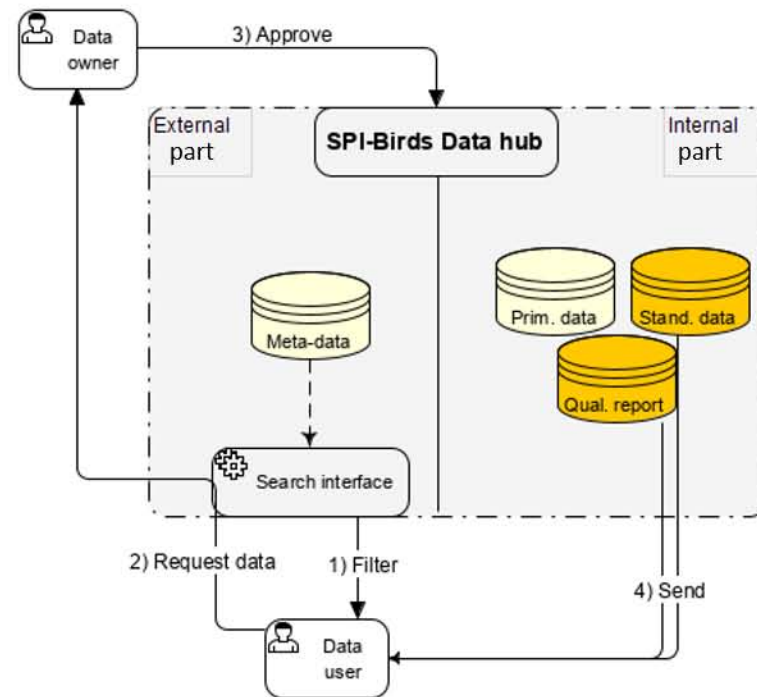 Data
owner
3) Approve
External
part
SPI-Birds Data hub
Internal
part
Meta-data
Prim. data
Stand. data
Qual. report
Search interface
2) Request data
1) Filter
4) Send
Data
user